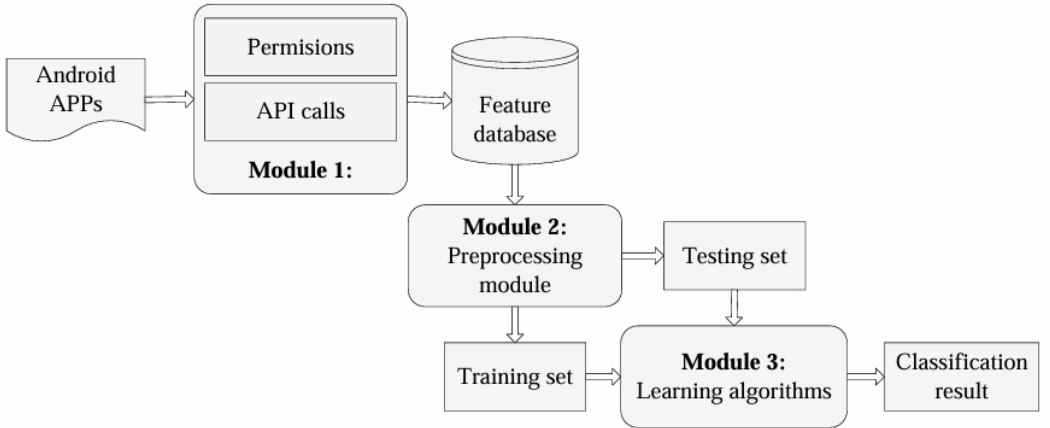 Android
APPs
Permisions
API calls
Module 1:
Feature
database
Module 2:
Preprocessing
module
Testing set
Training set
Module 3:
Learning algorithms
Classification
result